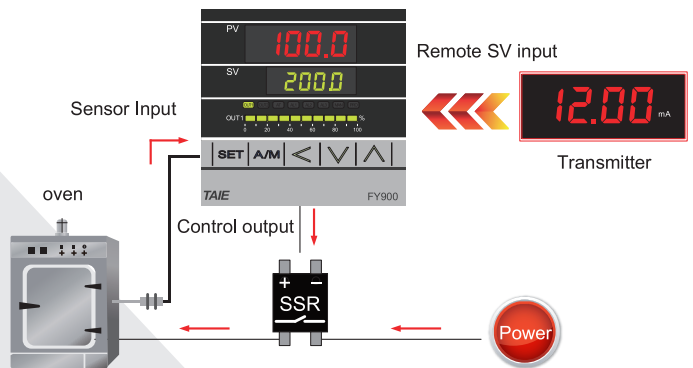 PV
100.0
SV
200.0
OUT1
OUT1 %
0 20 40 60 80 100
SET A/M
TAIE FY900
Remote SV input
12.00 mA
Transmitter
Sensor Input
oven
Control output
+ −
SSR
Power